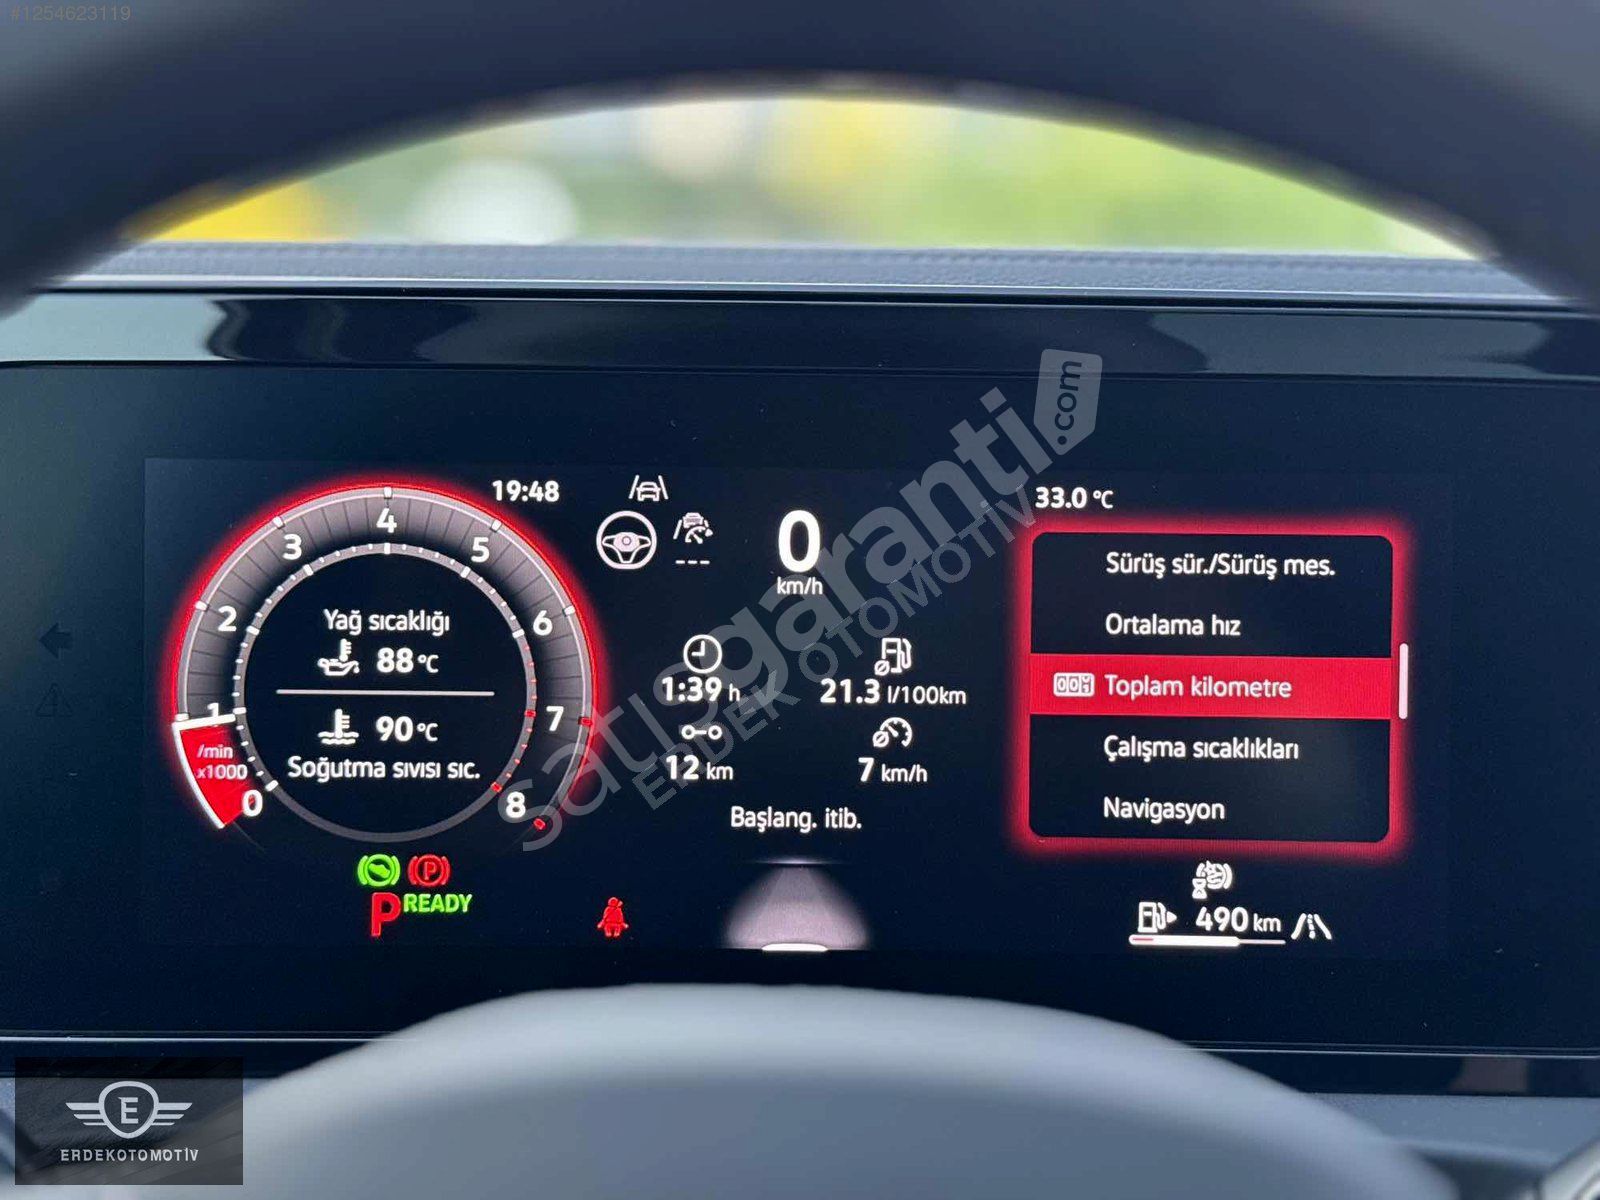 #1254623119
19:48
33.0 °C
0
km/h
Yağ sıcaklığı
88 °C
90 °C
Soğutma sıvısı sıc.
0
1
2
3
4
5
6
7
8
/min
x1000
---
1:39 h
21.3 l/100km
12 km
7 km/h
Başlang. itib.
Sürüş sür./Sürüş mes.
Ortalama hız
Toplam kilometre
Çalışma sıcaklıkları
Navigasyon
P
P READY
490 km
satışgaranti.com
ERDEK OTOMOTİV
E
ERDEKOTOMOTİV